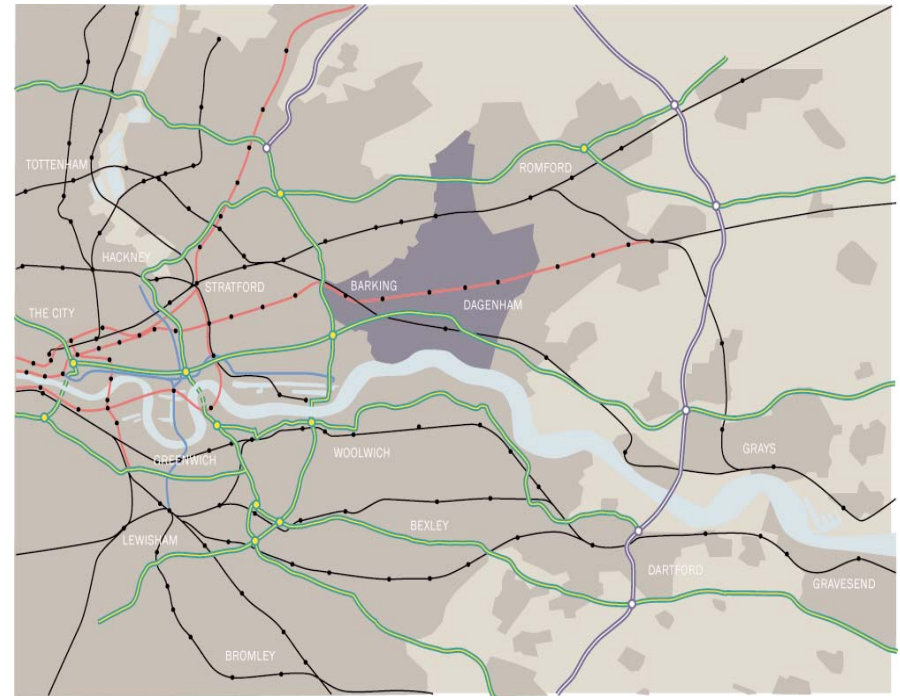 TOTTENHAM
ROMFORD
HACKNEY
STRATFORD
BARKING
THE CITY
DAGENHAM
GREENWICH
WOOLWICH
GRAYS
BEXLEY
LEWISHAM
DARTFORD
GRAVESEND
BROMLEY